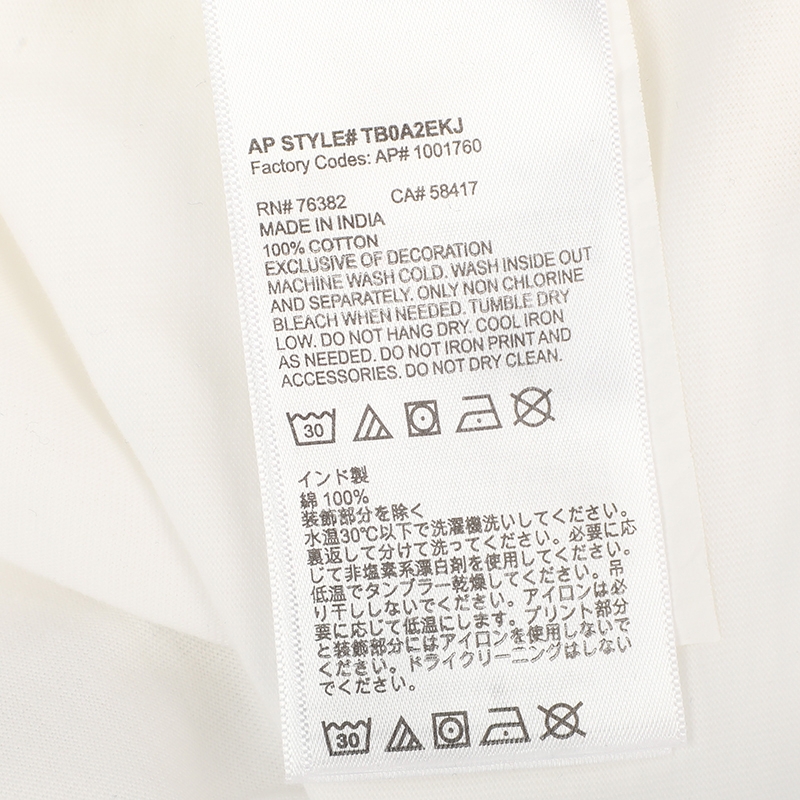 AP STYLE# TB0A2EKJ
Factory Codes: AP# 1001760
RN# 76382 CA# 58417
MADE IN INDIA
100% COTTON
EXCLUSIVE OF DECORATION
MACHINE WASH COLD. WASH INSIDE OUT
AND SEPARATELY. ONLY NON CHLORINE
BLEACH WHEN NEEDED. TUMBLE DRY
LOW. DO NOT HANG DRY. COOL IRON
AS NEEDED. DO NOT IRON PRINT AND
ACCESSORIES. DO NOT DRY CLEAN.
30
インド製
綿 100%
装飾部分を除く
水温30℃以下で洗濯機洗いしてください。
裏返して分けて洗ってください。必要に応
じて非塩素系漂白剤を使用してください。
低温でタンブラー乾燥してください。吊
り干ししないでください。アイロンは必
要に応じて低温にします。プリント部分
と装飾部分にはアイロンを使用しないで
ください。ドライクリーニングはしない
でください。
30